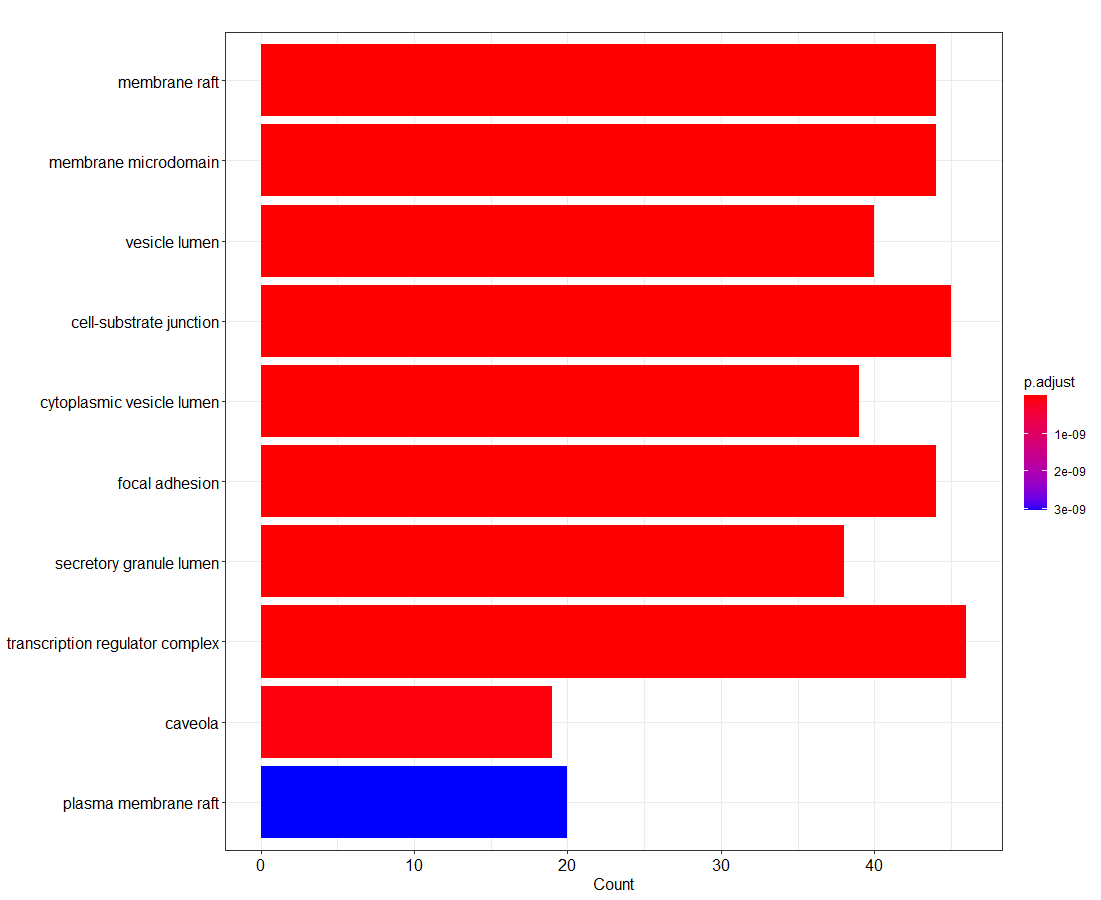 membrane raft
membrane microdomain
vesicle lumen
cell-substrate junction
cytoplasmic vesicle lumen
focal adhesion
secretory granule lumen
transcription regulator complex
caveola
plasma membrane raft
0 10 20 30 40
Count
p.adjust
1e-09
2e-09
3e-09